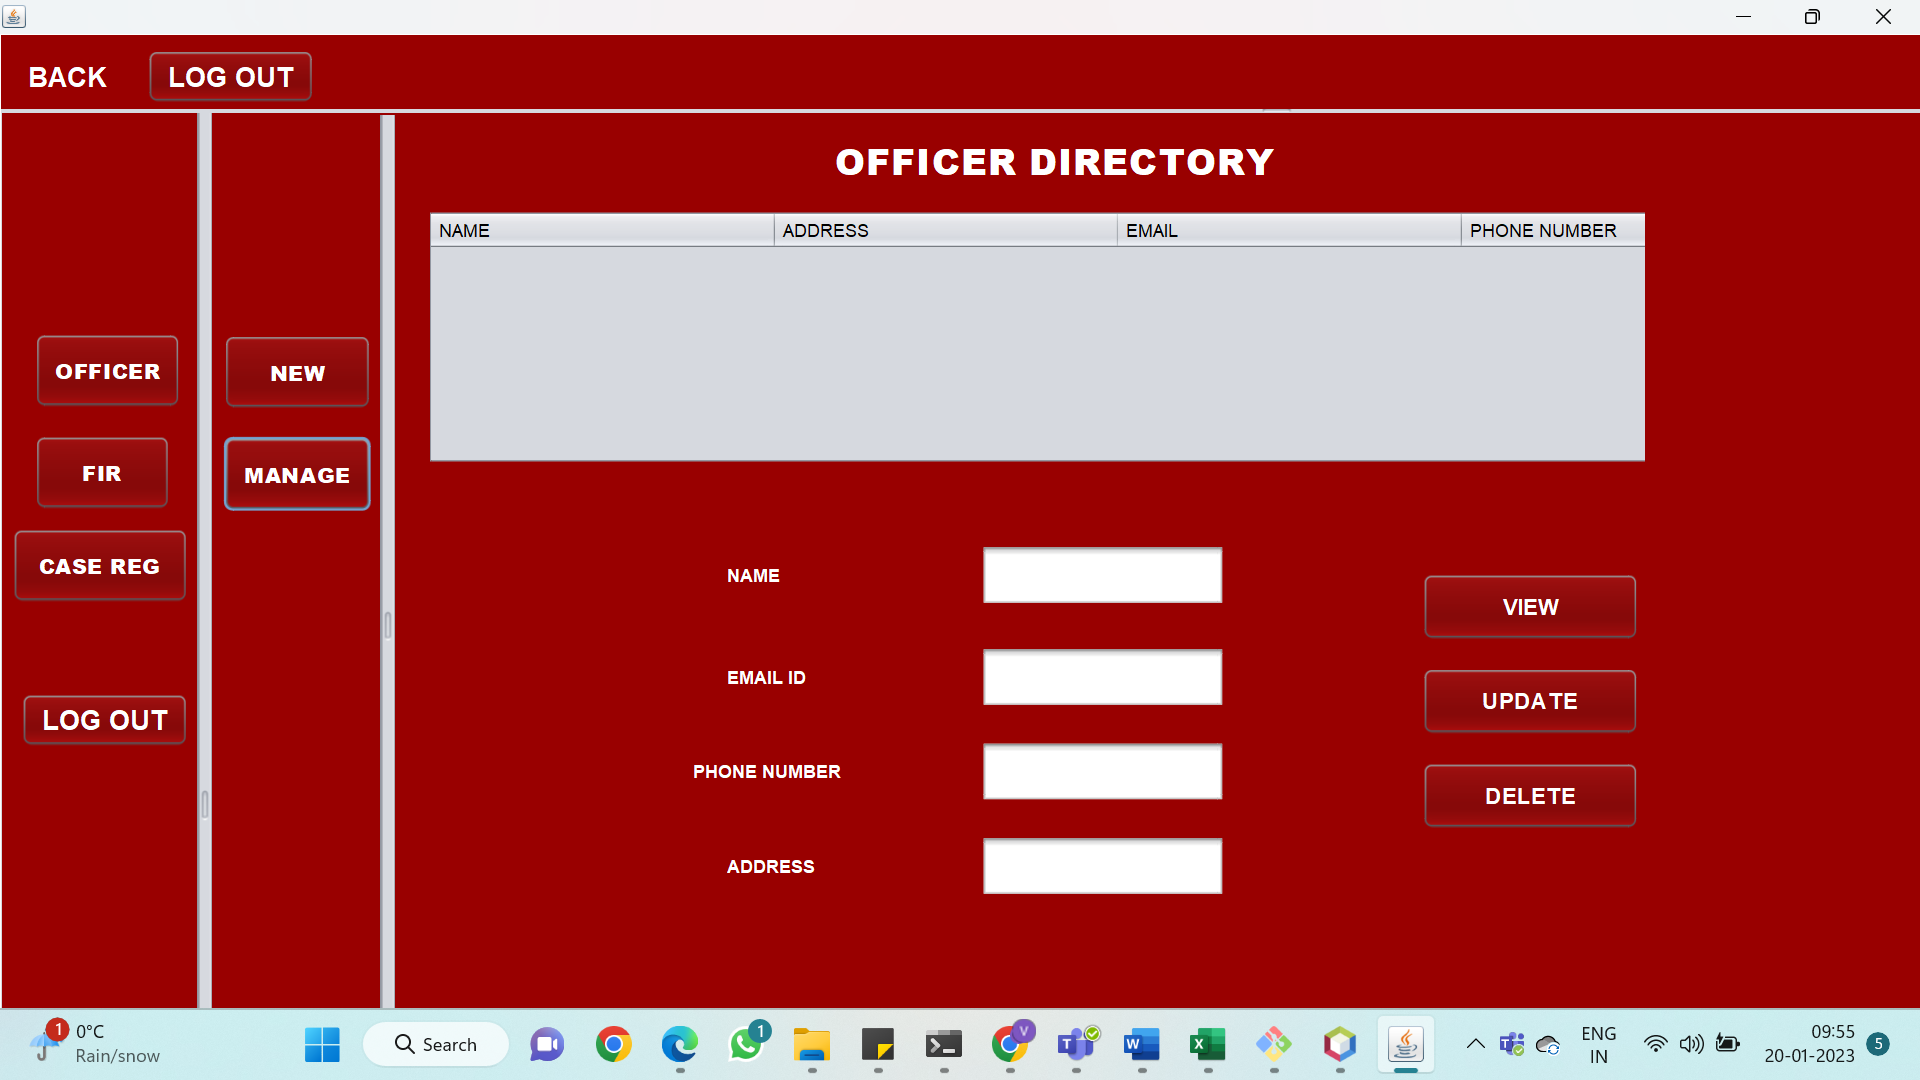 BACK
LOG OUT
OFFICER DIRECTORY
NAME ADDRESS EMAIL PHONE NUMBER
OFFICER
NEW
FIR
MANAGE
CASE REG
LOG OUT
NAME
EMAIL ID
PHONE NUMBER
ADDRESS
VIEW
UPDATE
DELETE
1
0°C
Rain/snow
Search
1
V
T
W
X
T
ENG
IN
09:55
20-01-2023
5